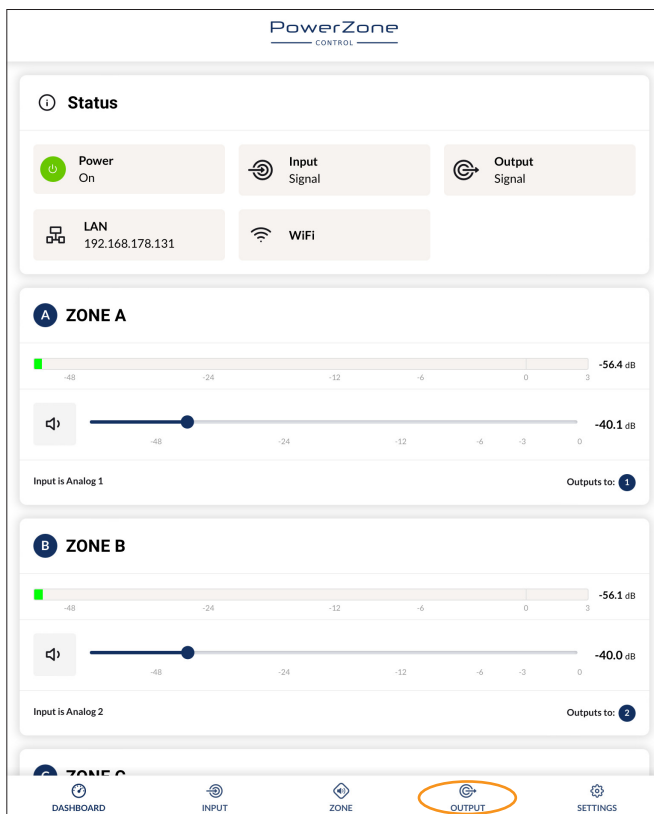 PowerZone
CONTROL
Status
Power
On
Input
Signal
Output
Signal
LAN
192.168.178.131
WiFi
A ZONE A
-56.4 dB
-48 -24 -12 -6 0 3
-40.1 dB
-48 -24 -12 -6 -3 0
Input is Analog 1 Outputs to: 1
B ZONE B
-56.1 dB
-48 -24 -12 -6 0 3
-40.0 dB
-48 -24 -12 -6 -3 0
Input is Analog 2 Outputs to: 2
C ZONE C
DASHBOARD INPUT ZONE OUTPUT SETTINGS